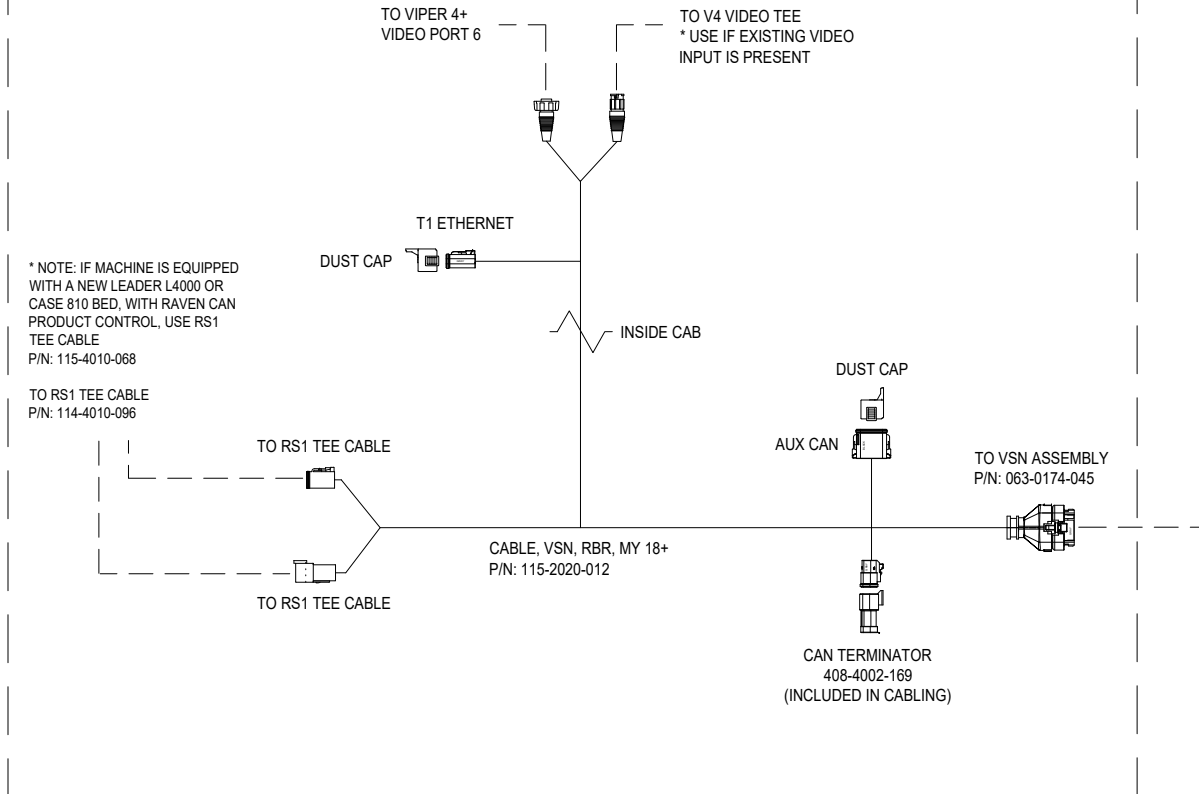 TO VIPER 4+
VIDEO PORT 6
TO V4 VIDEO TEE
* USE IF EXISTING VIDEO
INPUT IS PRESENT
T1 ETHERNET
DUST CAP
* NOTE: IF MACHINE IS EQUIPPED
WITH A NEW LEADER L4000 OR
CASE 810 BED, WITH RAVEN CAN
PRODUCT CONTROL, USE RS1
TEE CABLE
P/N: 115-4010-068
INSIDE CAB
TO RS1 TEE CABLE
P/N: 114-4010-096
DUST CAP
AUX CAN
TO RS1 TEE CABLE
TO VSN ASSEMBLY
P/N: 063-0174-045
CABLE, VSN, RBR, MY 18+
P/N: 115-2020-012
TO RS1 TEE CABLE
CAN TERMINATOR
408-4002-169
(INCLUDED IN CABLING)